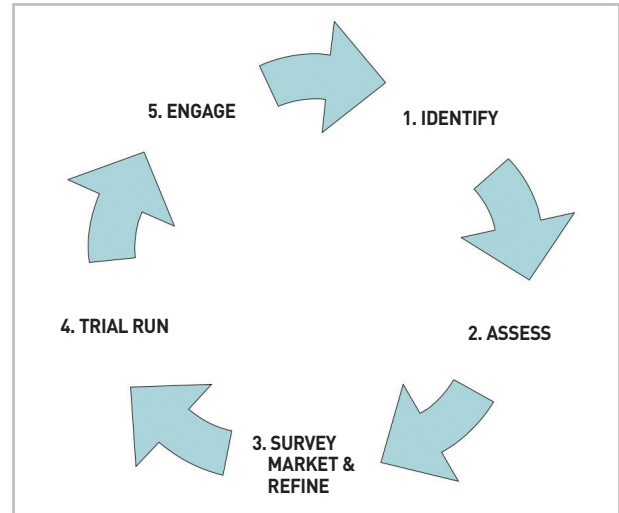 1. IDENTIFY
2. ASSESS
3. SURVEY
MARKET &
REFINE
4. TRIAL RUN
5. ENGAGE